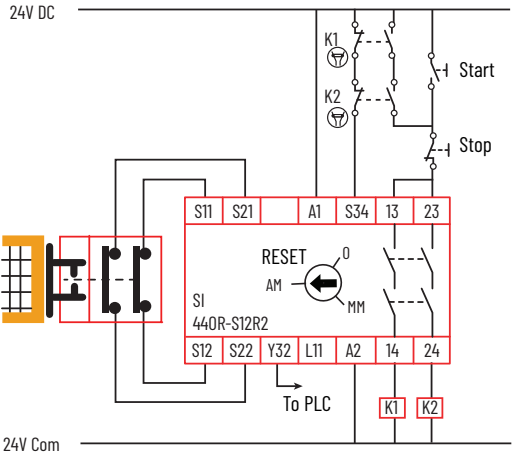 24V DC
K1
Start
K2
Stop
S11 S21 A1 S34 13 23
RESET
0
AM
MM
SI
440R-S12R2
S12 S22 Y32 L11 A2 14 24
To PLC
K1 K2
24V Com